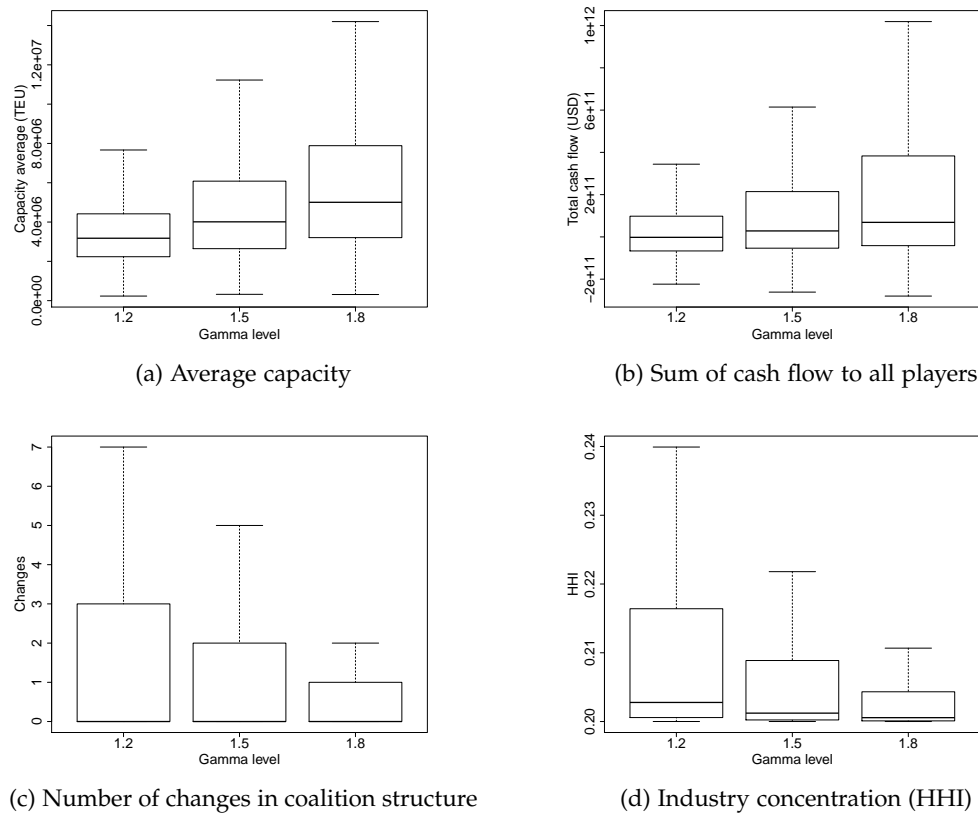 Capacity average (TEU)
1.2e+07
8.0e+06
4.0e+06
0.0e+00
1.2 1.5 1.8
Gamma level
(a) Average capacity
Total cash flow (USD)
1e+12
6e+11
2e+11
−2e+11
1.2 1.5 1.8
Gamma level
(b) Sum of cash flow to all players
Changes
7
6
5
4
3
2
1
0
1.2 1.5 1.8
Gamma level
(c) Number of changes in coalition structure
HHI
0.24
0.23
0.22
0.21
0.20
1.2 1.5 1.8
Gamma level
(d) Industry concentration (HHI)